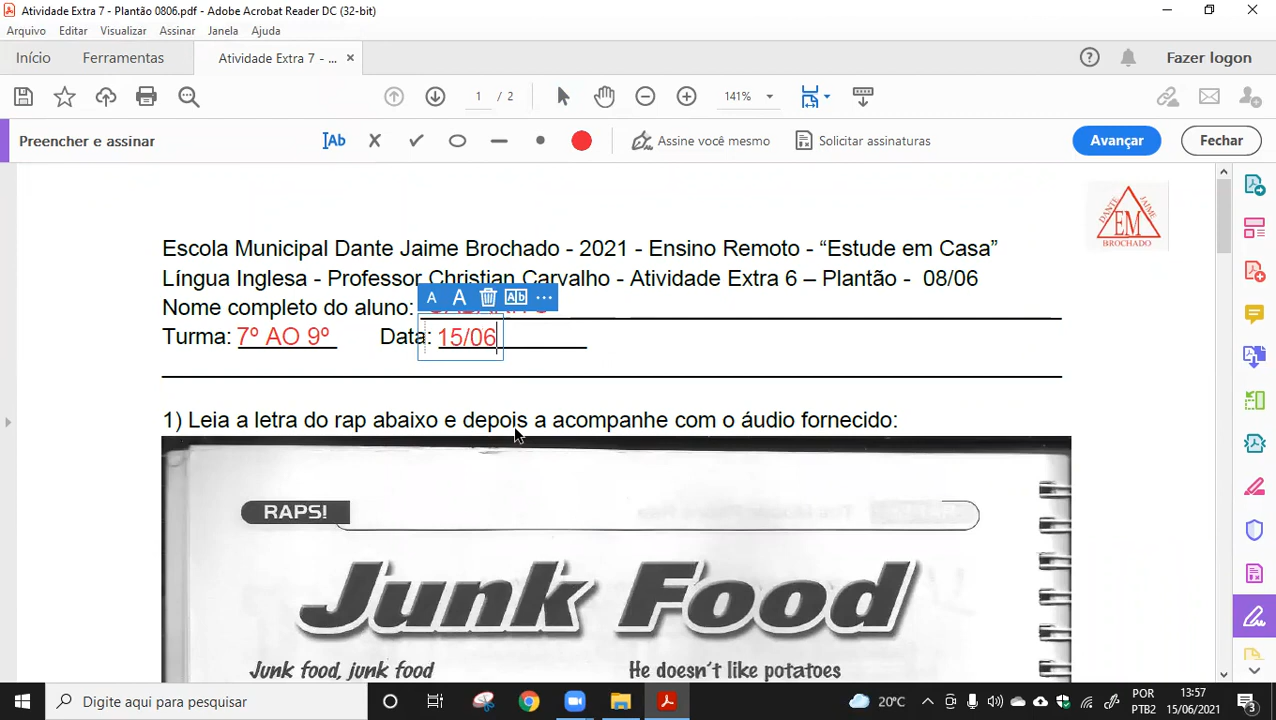 Atividade Extra 7 - Plantão 0806.pdf - Adobe Acrobat Reader DC (32-bit)
Arquivo Editar Visualizar Assinar Janela Ajuda
Início Ferramentas Atividade Extra 7 - ... Fazer logon
1 / 2 141%
Preencher e assinar Ab Assine você mesmo Solicitar assinaturas Avançar Fechar
DANTE JAIME
EM
BROCHADO
Escola Municipal Dante Jaime Brochado - 2021 - Ensino Remoto - “Estude em Casa”
Língua Inglesa - Professor Christian Carvalho - Atividade Extra 6 – Plantão - 08/06
A A Ab ...
Nome completo do aluno:
Turma: 7º AO 9º Data: 15/06
1) Leia a letra do rap abaixo e depois a acompanhe com o áudio fornecido:
RAPS!
Junk Food
Junk food, junk food He doesn't like potatoes
Digite aqui para pesquisar 20°C POR 13:57
PTB2 15/06/2021 3